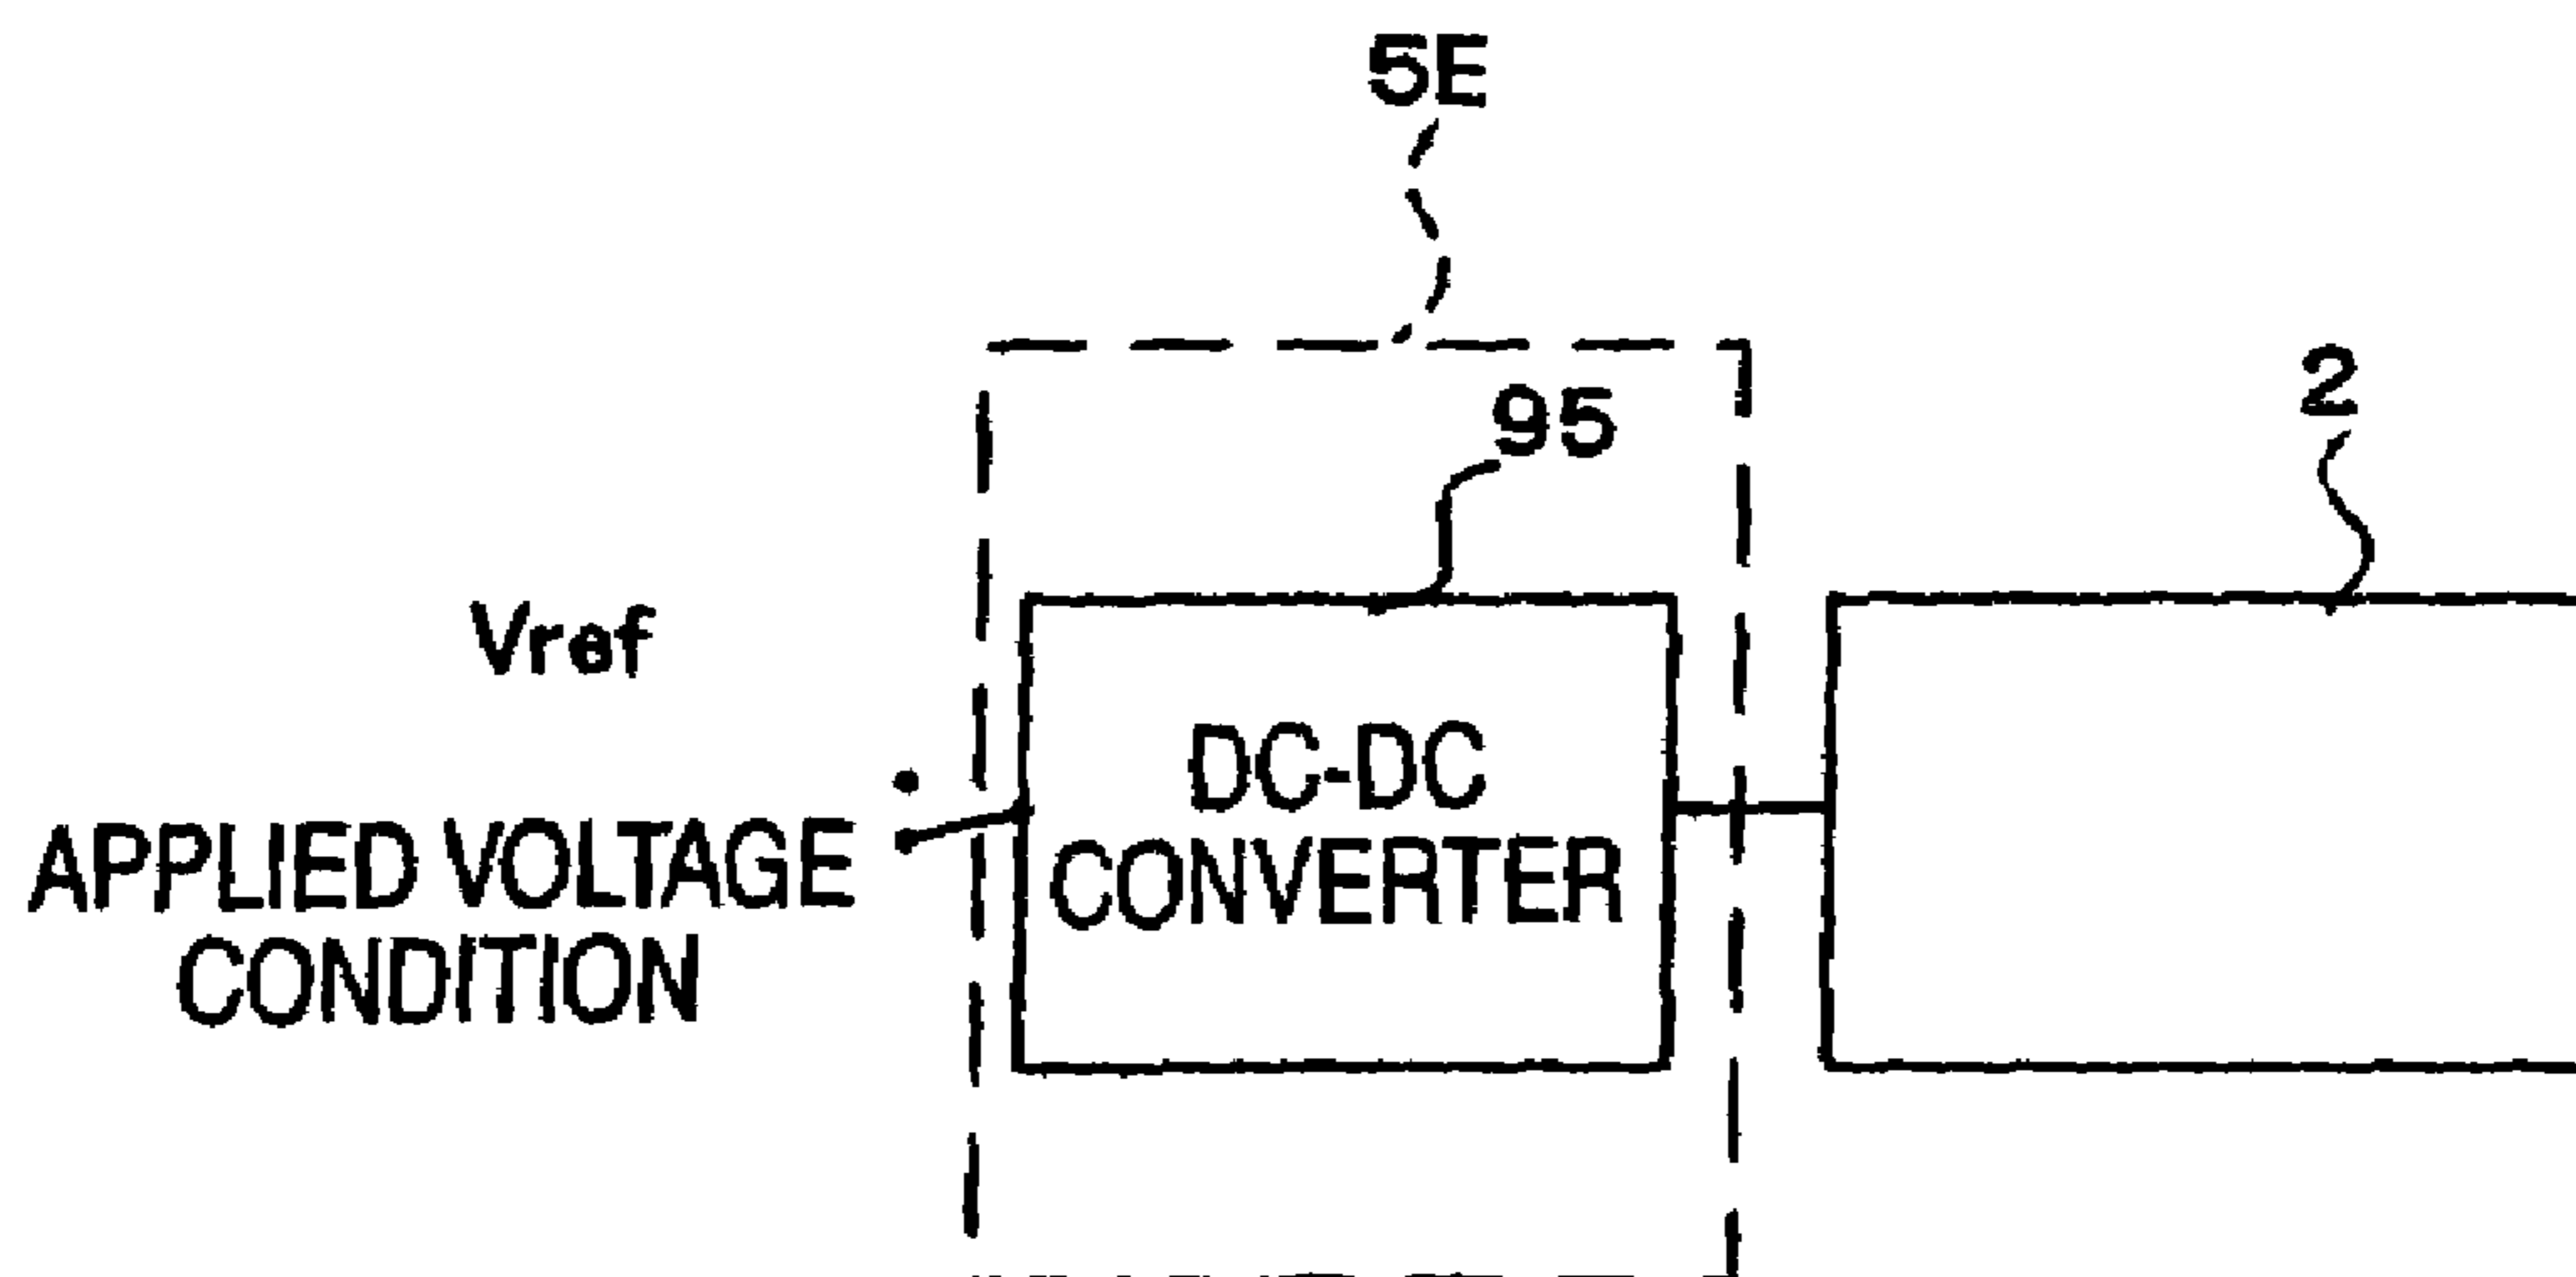 5E
95
2
Vref
DC-DC
CONVERTER
APPLIED VOLTAGE
CONDITION